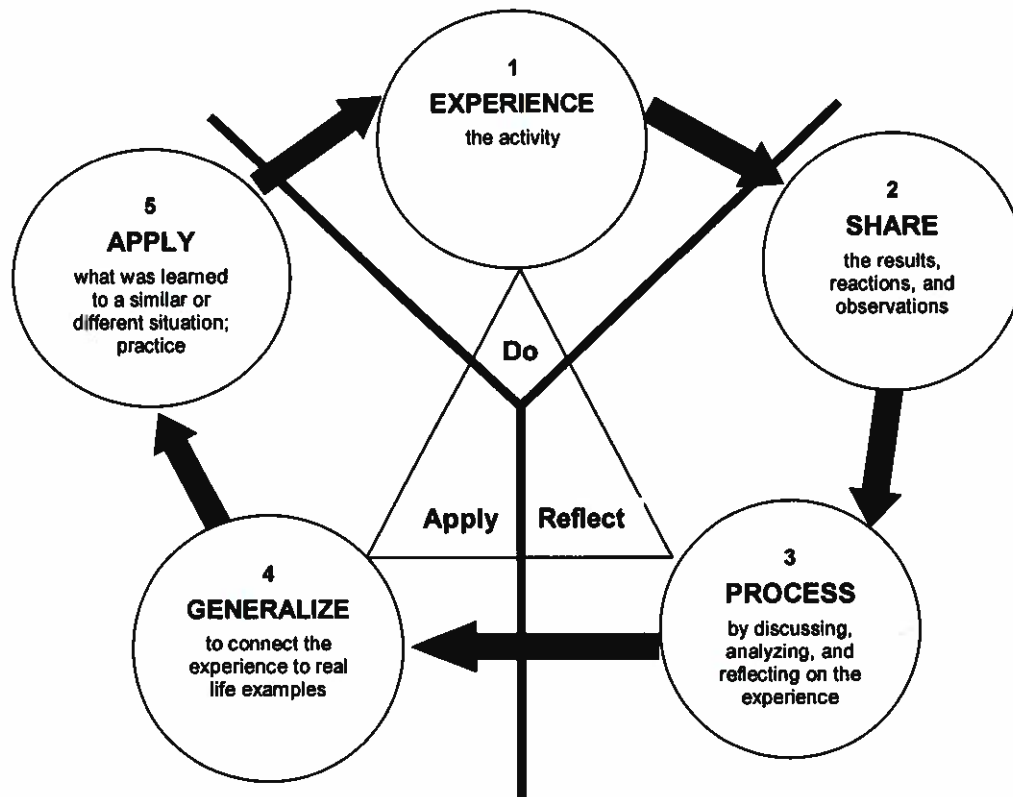 1
EXPERIENCE
the activity
2
SHARE
the results,
reactions, and
observations
3
PROCESS
by discussing,
analyzing, and
reflecting on the
experience
4
GENERALIZE
to connect the
experience to real
life examples
5
APPLY
what was learned
to a similar or
different situation;
practice
Do
Apply
Reflect